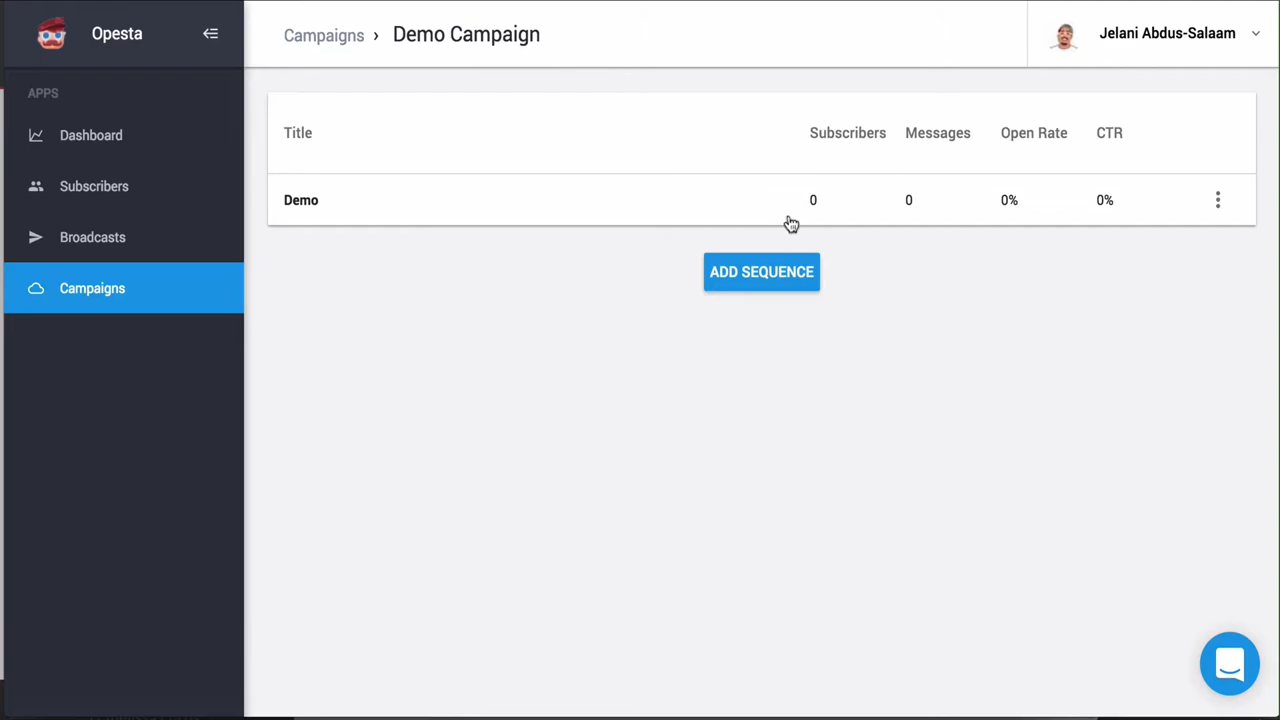 Opesta
Campaigns › Demo Campaign
Jelani Abdus-Salaam
APPS
Dashboard
Subscribers
Broadcasts
Campaigns
Title Subscribers Messages Open Rate CTR
Demo 0 0 0% 0%
ADD SEQUENCE